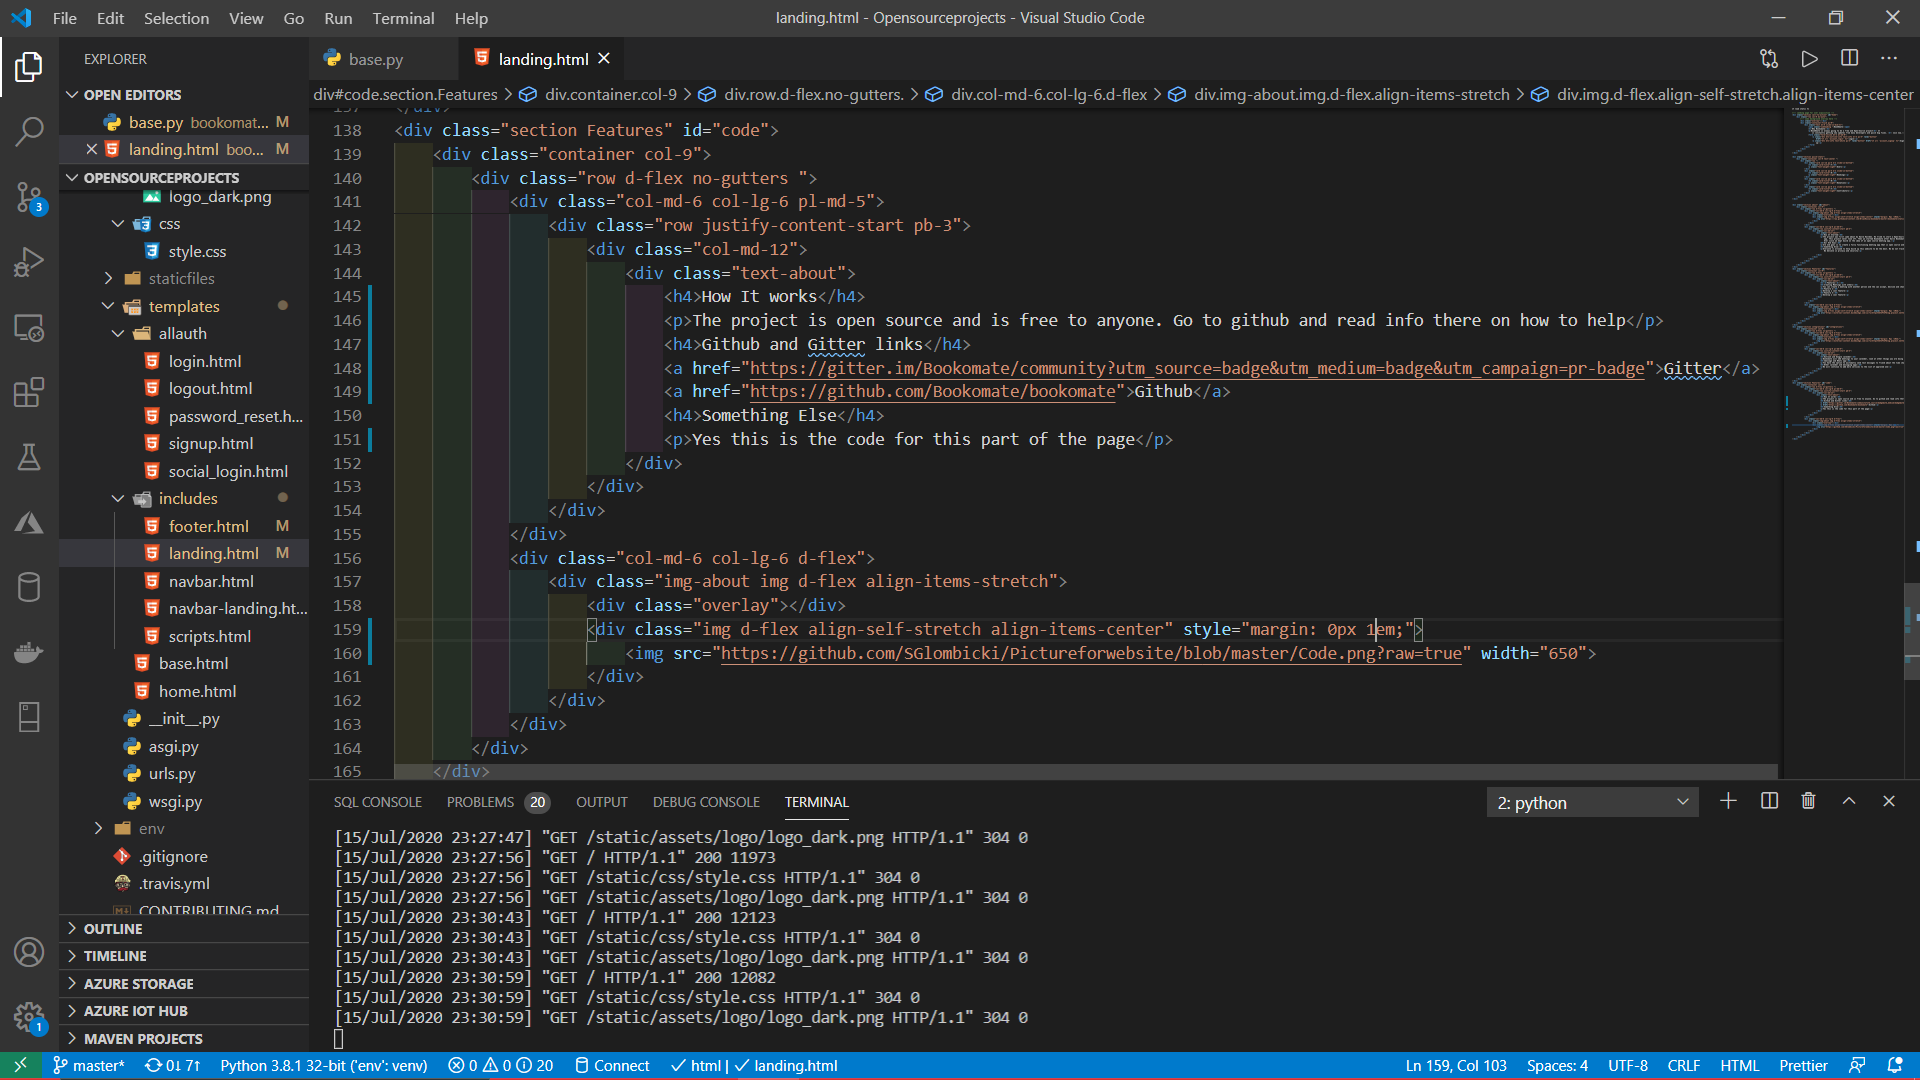 File Edit Selection View Go Run Terminal Help
landing.html - Opensourceprojects - Visual Studio Code
EXPLORER
OPEN EDITORS
base.py bookomat... M
landing.html boo... M
OPENSOURCEPROJECTS
logo_dark.png
css
style.css
staticfiles
templates
allauth
login.html
logout.html
password_reset.h...
signup.html
social_login.html
includes
footer.html M
landing.html M
navbar.html
navbar-landing.ht...
scripts.html
base.html
home.html
__init__.py
asgi.py
urls.py
wsgi.py
env
.gitignore
.travis.yml
CONTRIBUTING.md
OUTLINE
TIMELINE
AZURE STORAGE
AZURE IOT HUB
MAVEN PROJECTS
3
1
base.py landing.html
div#code.section.Features > div.container.col-9 > div.row.d-flex.no-gutters. > div.col-md-6.col-lg-6.d-flex > div.img-about.img.d-flex.align-items-stretch > div.img.d-flex.align-self-stretch.align-items-center
137 </div>
138 <div class="section Features" id="code">
139 <div class="container col-9">
140 <div class="row d-flex no-gutters ">
141 <div class="col-md-6 col-lg-6 pl-md-5">
142 <div class="row justify-content-start pb-3">
143 <div class="col-md-12">
144 <div class="text-about">
145 <h4>How It works</h4>
146 <p>The project is open source and is free to anyone. Go to github and read info there on how to help</p>
147 <h4>Github and Gitter links</h4>
148 <a href="https://gitter.im/Bookomate/community?utm_source=badge&utm_medium=badge&utm_campaign=pr-badge">Gitter</a>
149 <a href="https://github.com/Bookomate/bookomate">Github</a>
150 <h4>Something Else</h4>
151 <p>Yes this is the code for this part of the page</p>
152 </div>
153 </div>
154 </div>
155 </div>
156 <div class="col-md-6 col-lg-6 d-flex">
157 <div class="img-about img d-flex align-items-stretch">
158 <div class="overlay"></div>
159 <div class="img d-flex align-self-stretch align-items-center" style="margin: 0px 1em;">
160 <img src="https://github.com/SGlombicki/Pictureforwebsite/blob/master/Code.png?raw=true" width="650">
161 </div>
162 </div>
163 </div>
164 </div>
165 </div>
SQL CONSOLE PROBLEMS 20 OUTPUT DEBUG CONSOLE TERMINAL
2: python
[15/Jul/2020 23:27:47] "GET /static/assets/logo/logo_dark.png HTTP/1.1" 304 0
[15/Jul/2020 23:27:56] "GET / HTTP/1.1" 200 11973
[15/Jul/2020 23:27:56] "GET /static/css/style.css HTTP/1.1" 304 0
[15/Jul/2020 23:27:56] "GET /static/assets/logo/logo_dark.png HTTP/1.1" 304 0
[15/Jul/2020 23:30:43] "GET / HTTP/1.1" 200 12123
[15/Jul/2020 23:30:43] "GET /static/css/style.css HTTP/1.1" 304 0
[15/Jul/2020 23:30:43] "GET /static/assets/logo/logo_dark.png HTTP/1.1" 304 0
[15/Jul/2020 23:30:59] "GET / HTTP/1.1" 200 12082
[15/Jul/2020 23:30:59] "GET /static/css/style.css HTTP/1.1" 304 0
[15/Jul/2020 23:30:59] "GET /static/assets/logo/logo_dark.png HTTP/1.1" 304 0
master* 0↓ 7↑ Python 3.8.1 32-bit ('env': venv) 0 0 20 Connect html | landing.html
Ln 159, Col 103 Spaces: 4 UTF-8 CRLF HTML Prettier